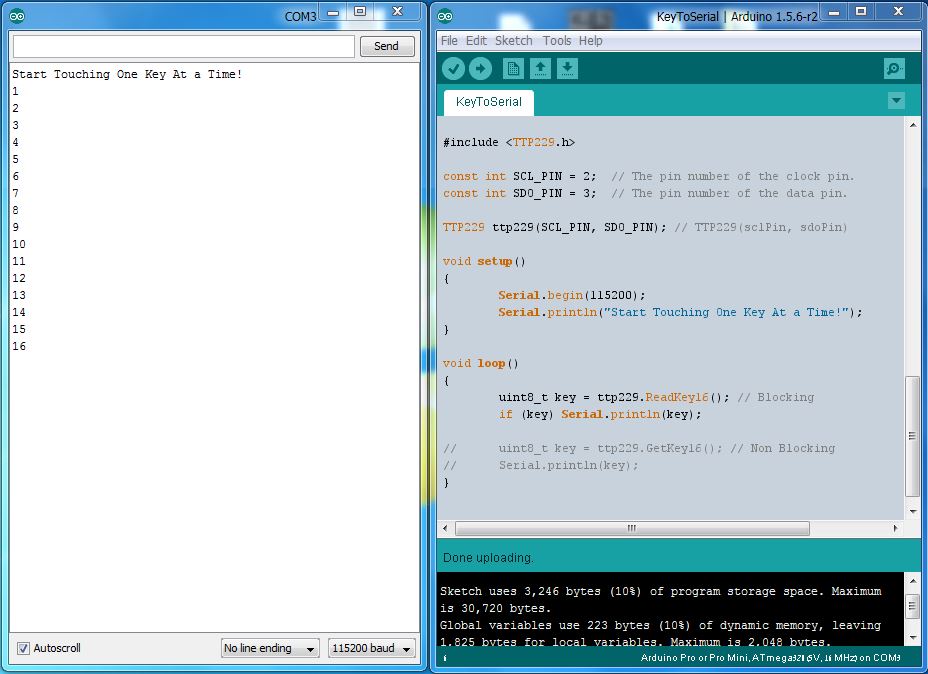 COM3
Send
Start Touching One Key At a Time!
1
2
3
4
5
6
7
8
9
10
11
12
13
14
15
16
Autoscroll
No line ending
115200 baud
KeyToSerial | Arduino 1.5.6-r2
File Edit Sketch Tools Help
KeyToSerial
#include <TTP229.h>
const int SCL_PIN = 2;  // The pin number of the clock pin.
const int SDO_PIN = 3;  // The pin number of the data pin.
TTP229 ttp229(SCL_PIN, SDO_PIN); // TTP229(sclPin, sdoPin)
void setup()
{
Serial.begin(115200);
Serial.println("Start Touching One Key At a Time!");
}
void loop()
{
uint8_t key = ttp229.ReadKey16(); // Blocking
if (key) Serial.println(key);
//      uint8_t key = ttp229.GetKey16(); // Non Blocking
//      Serial.println(key);
}
Done uploading.
Sketch uses 3,246 bytes (10%) of program storage space. Maximum
is 30,720 bytes.
Global variables use 223 bytes (10%) of dynamic memory, leaving
1,825 bytes for local variables. Maximum is 2,048 bytes.
6
Arduino Pro or Pro Mini, ATmega328 (5V, 16 MHz) on COM3